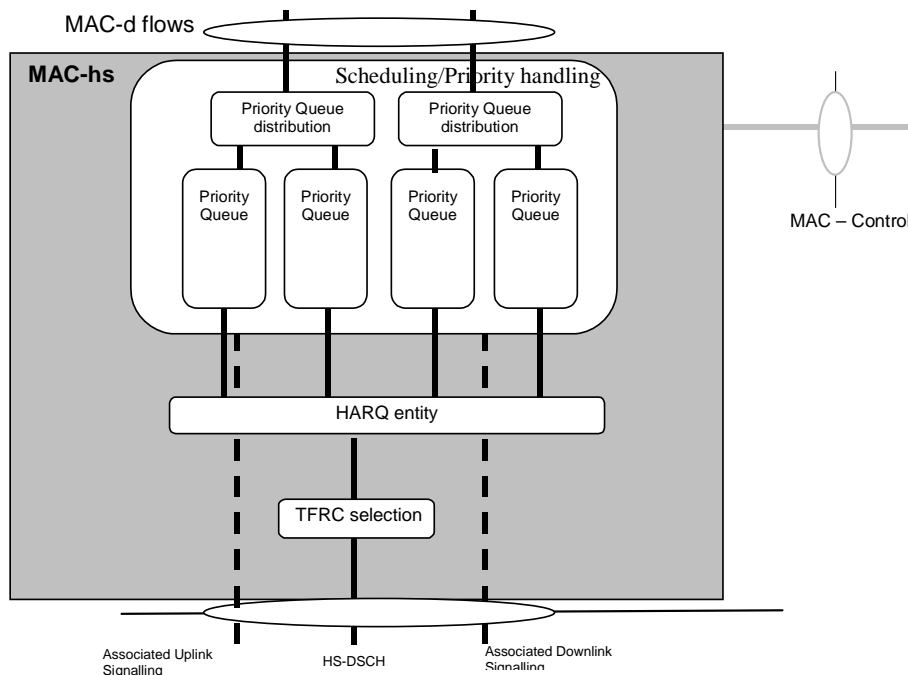 MAC-d flows
MAC-hs
Scheduling/Priority handling
Priority Queue
distribution
Priority Queue
distribution
Priority
Queue
Priority
Queue
Priority
Queue
Priority
Queue
MAC – Control
HARQ entity
TFRC selection
Associated Uplink
Signalling
HS-DSCH
Associated Downlink
Signalling